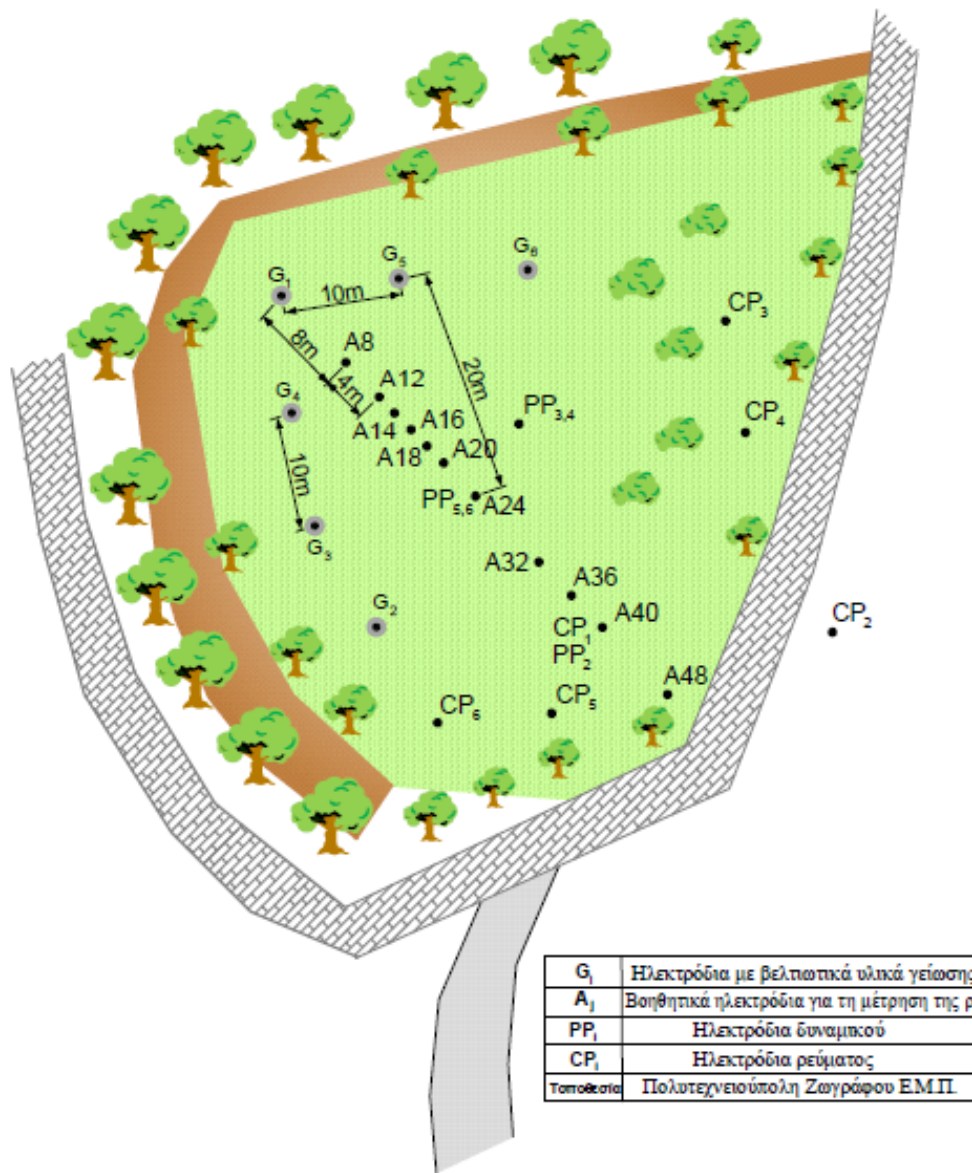 G₆
G₅
G₁
10m
CP₃
8m
A8
4m
A12
20m
G₄
PP₃,₄
CP₄
A14
A16
A18
A20
10m
PP₅,₆
A24
G₃
A32
A36
G₂
CP₁
A40
PP₂
CP₂
A48
CP₆
CP₅
Gᵢ Ηλεκτρόδια με βελτιωτικά υλικά γείωσης
Aⱼ Βοηθητικά ηλεκτρόδια για τη μέτρηση της
PPᵢ Ηλεκτρόδια δυναμικού
CPᵢ Ηλεκτρόδια ρεύματος
Τοποθεσία Πολυτεχνειούπολη Ζωγράφου Ε.Μ.Π.